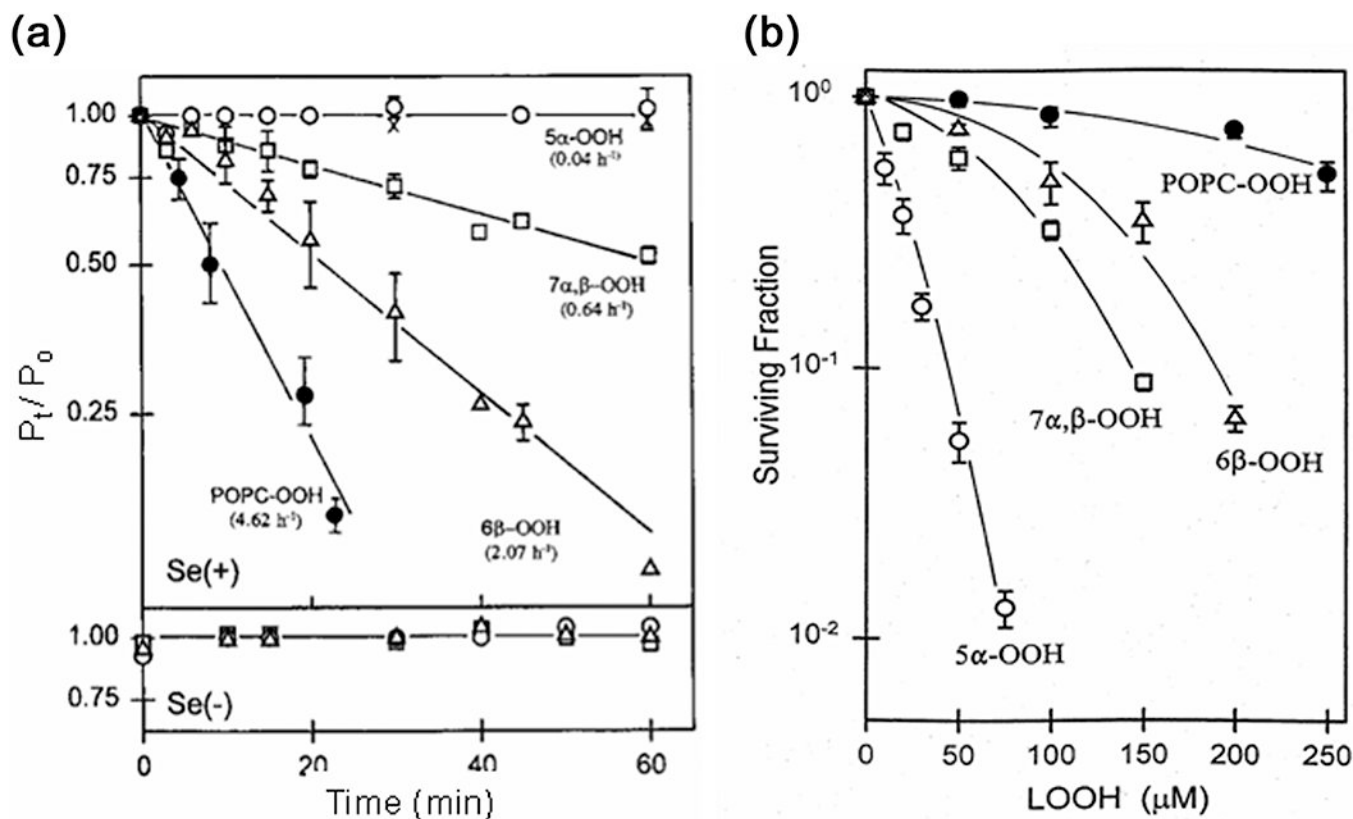 (a)
1.00
0.75
0.50
0.25
Pt / Po
5α-OOH
(0.04 h⁻¹)
7α,β-OOH
(0.64 h⁻¹)
POPC-OOH
(4.62 h⁻¹)
6β-OOH
(2.07 h⁻¹)
Se(+)
1.00
0.75
Se(-)
0 20 40 60
Time (min)
(b)
10⁰
10⁻¹
10⁻²
Surviving Fraction
POPC-OOH
7α,β-OOH
6β-OOH
5α-OOH
0 50 100 150 200 250
LOOH (μM)